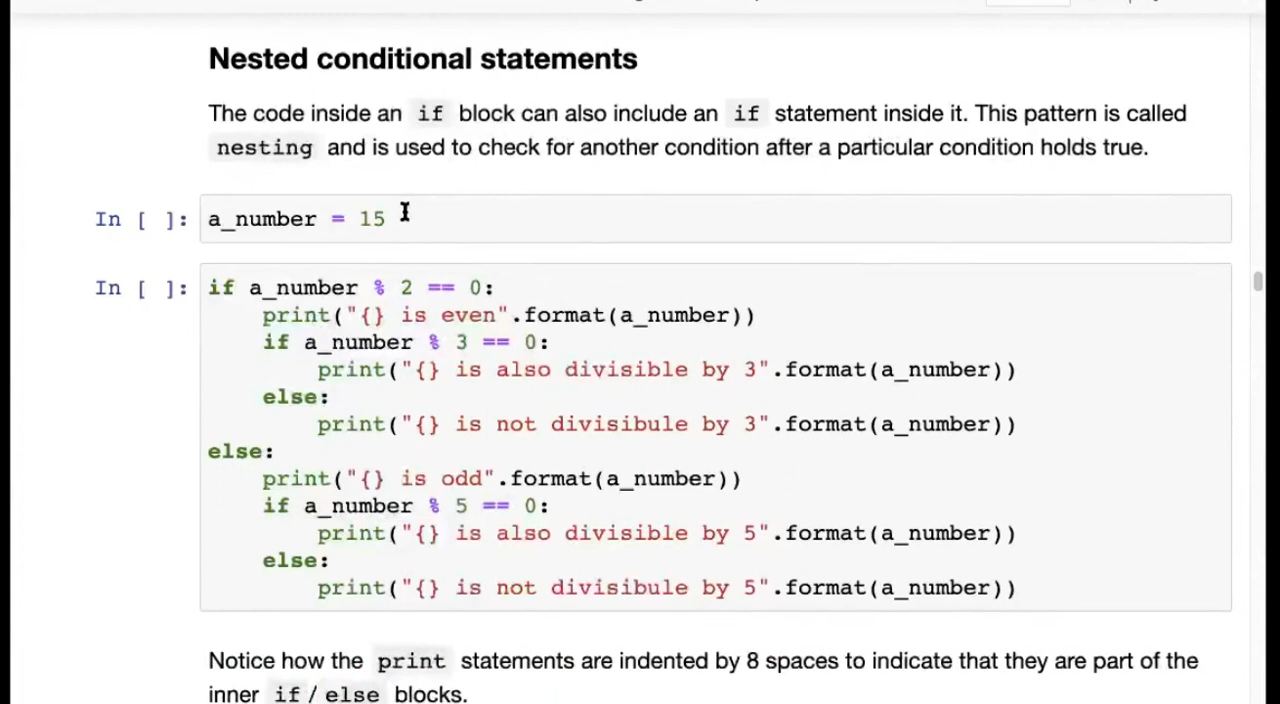 Nested conditional statements
The code inside an if block can also include an if statement inside it. This pattern is called
nesting and is used to check for another condition after a particular condition holds true.
In [ ]: a_number = 15
In [ ]: if a_number % 2 == 0:
print("{} is even".format(a_number))
if a_number % 3 == 0:
print("{} is also divisible by 3".format(a_number))
else:
print("{} is not divisibule by 3".format(a_number))
else:
print("{} is odd".format(a_number))
if a_number % 5 == 0:
print("{} is also divisible by 5".format(a_number))
else:
print("{} is not divisibule by 5".format(a_number))
Notice how the print statements are indented by 8 spaces to indicate that they are part of the
inner if / else blocks.